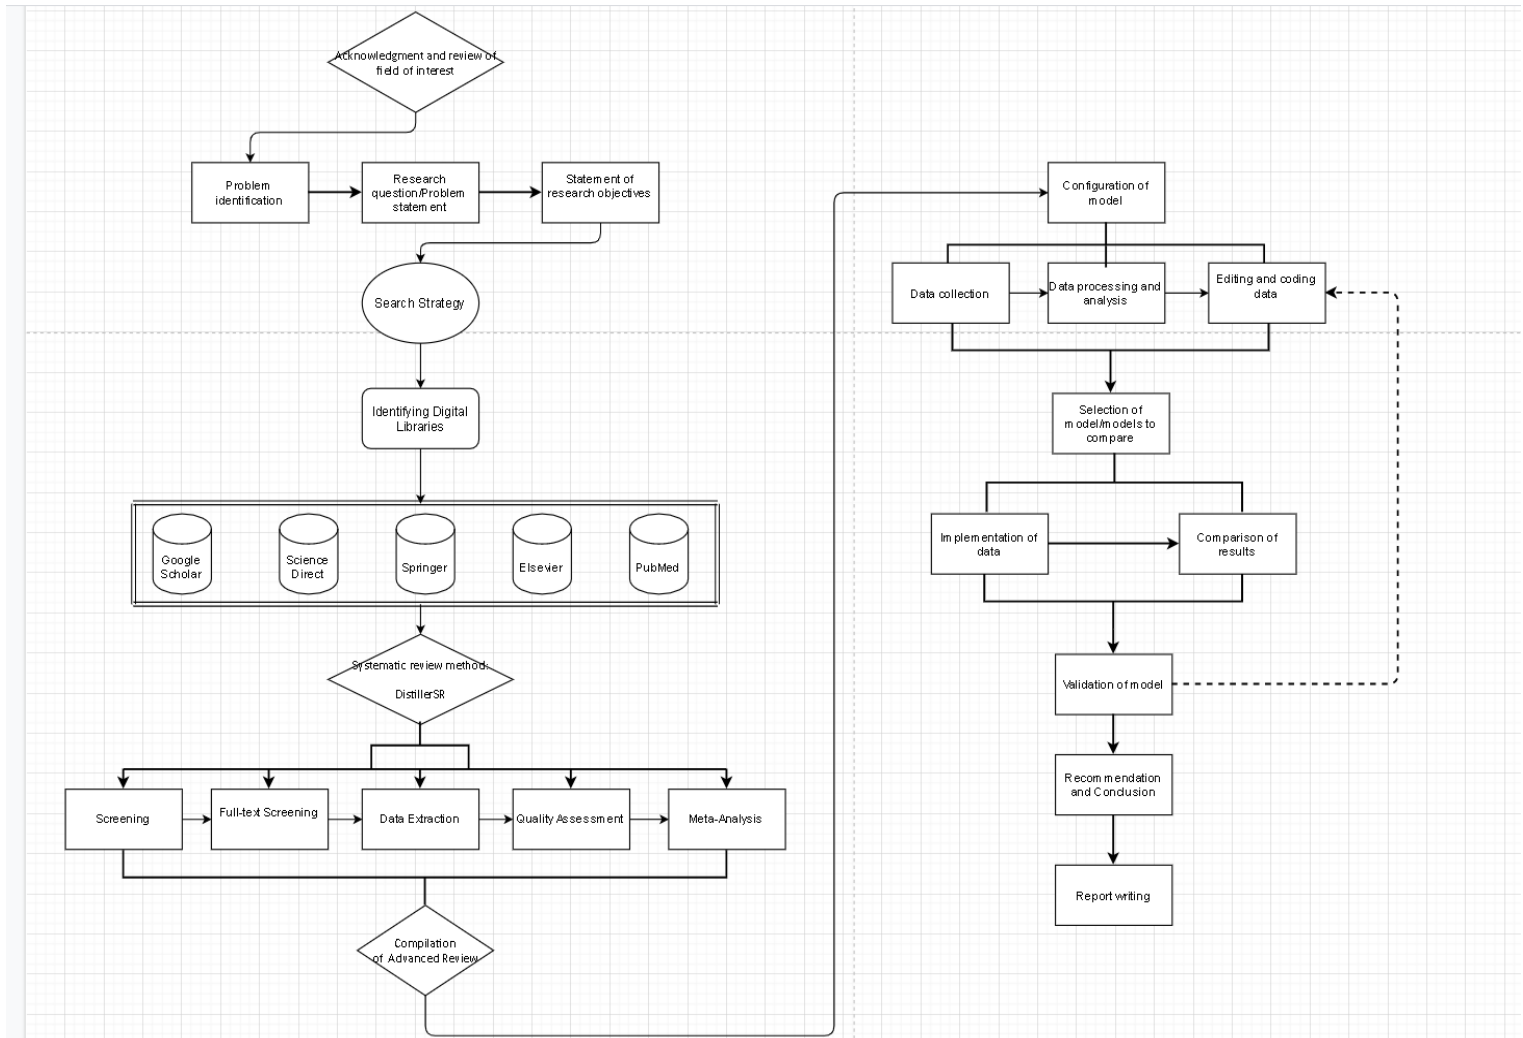 Acknowledgment and review of
field of interest
Problem
identification
Research
question/Problem
statement
Statement of
research objectives
Search Strategy
Identifying Digital
Libraries
Google
Scholar
Science
Direct
Springer
Elsevier
PubMed
Systematic review method:
DistillerSR
Screening
Full-text Screening
Data Extraction
Quality Assessment
Meta-Analysis
Compilation
of Advanced Review
Configuration of
model
Data collection
Data processing and
analysis
Editing and coding
data
Selection of
model/models to
compare
Implementation of
data
Comparison of
results
Validation of model
Recommendation
and Conclusion
Report writing